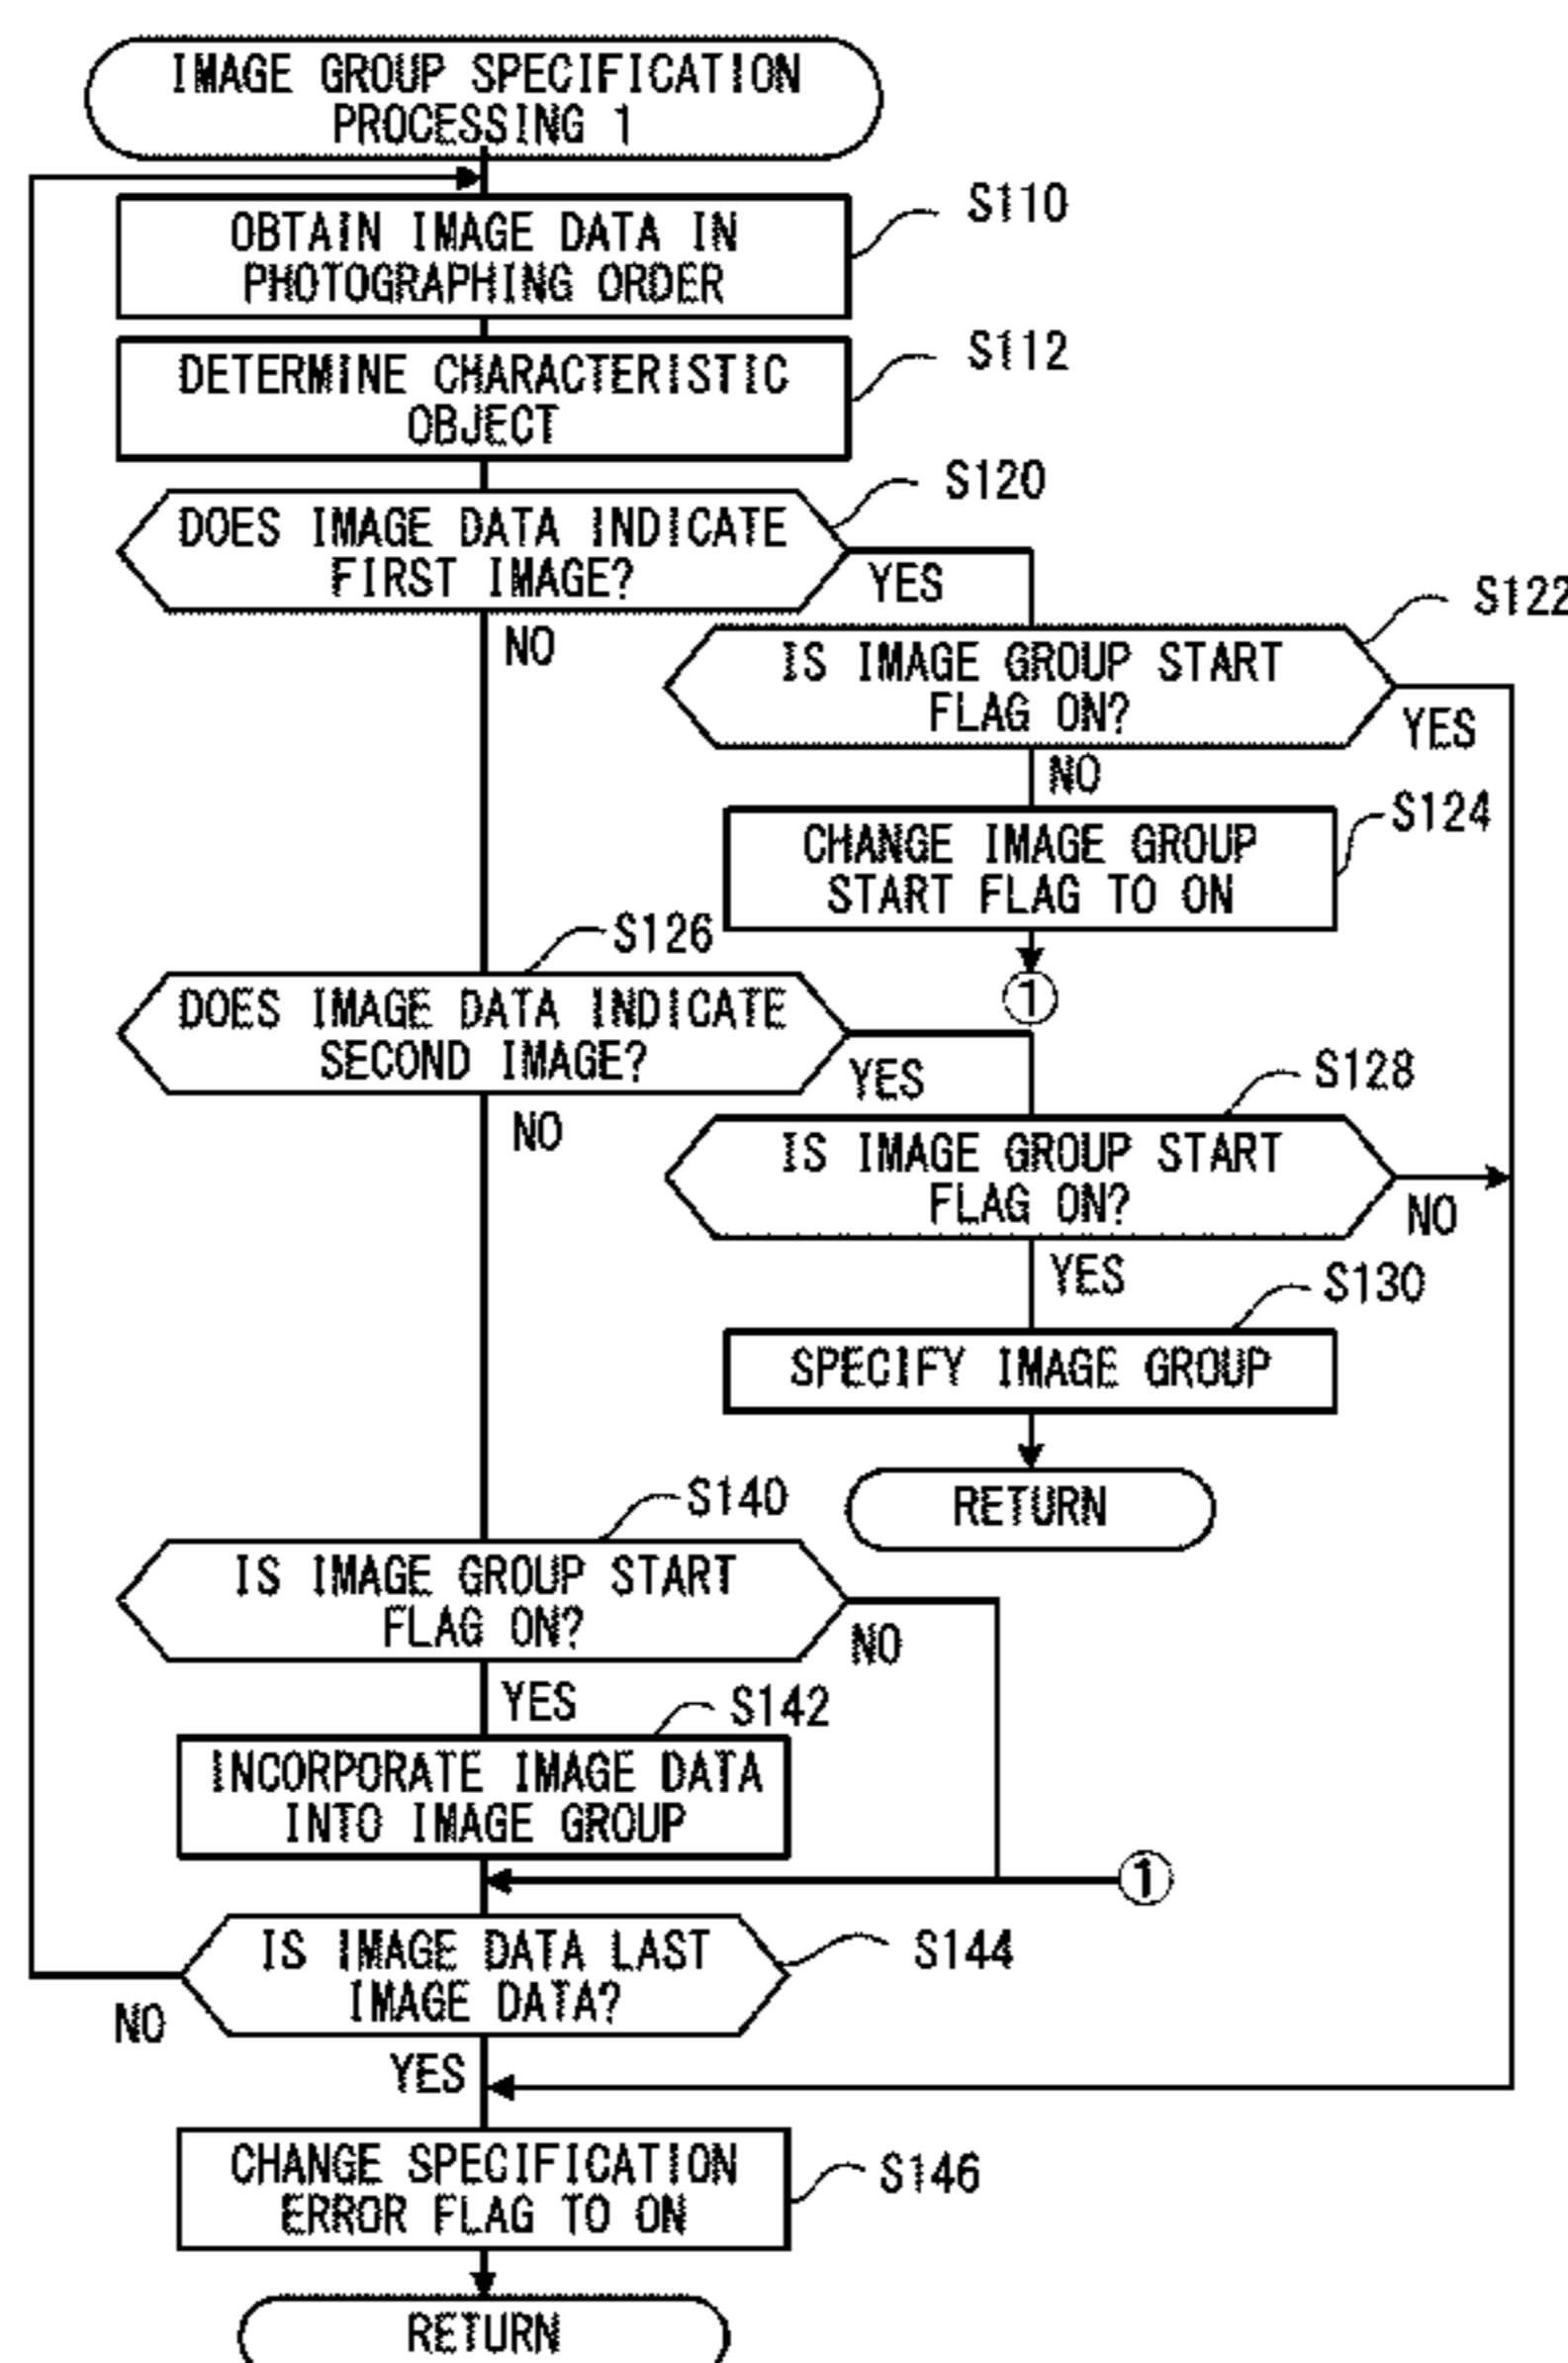 IMAGE GROUP SPECIFICATION
PROCESSING 1
OBTAIN IMAGE DATA IN
PHOTOGRAPHING ORDER
S110
DETERMINE CHARACTERISTIC
OBJECT
S112
DOES IMAGE DATA INDICATE
FIRST IMAGE?
S120
YES
NO
IS IMAGE GROUP START
FLAG ON?
S122
YES
NO
CHANGE IMAGE GROUP
START FLAG TO ON
S124
1
S126
DOES IMAGE DATA INDICATE
SECOND IMAGE?
YES
NO
S128
IS IMAGE GROUP START
FLAG ON?
NO
YES
S130
SPECIFY IMAGE GROUP
RETURN
S140
IS IMAGE GROUP START
FLAG ON?
NO
YES
S142
INCORPORATE IMAGE DATA
INTO IMAGE GROUP
1
IS IMAGE DATA LAST
IMAGE DATA?
S144
NO
YES
CHANGE SPECIFICATION
ERROR FLAG TO ON
S146
RETURN